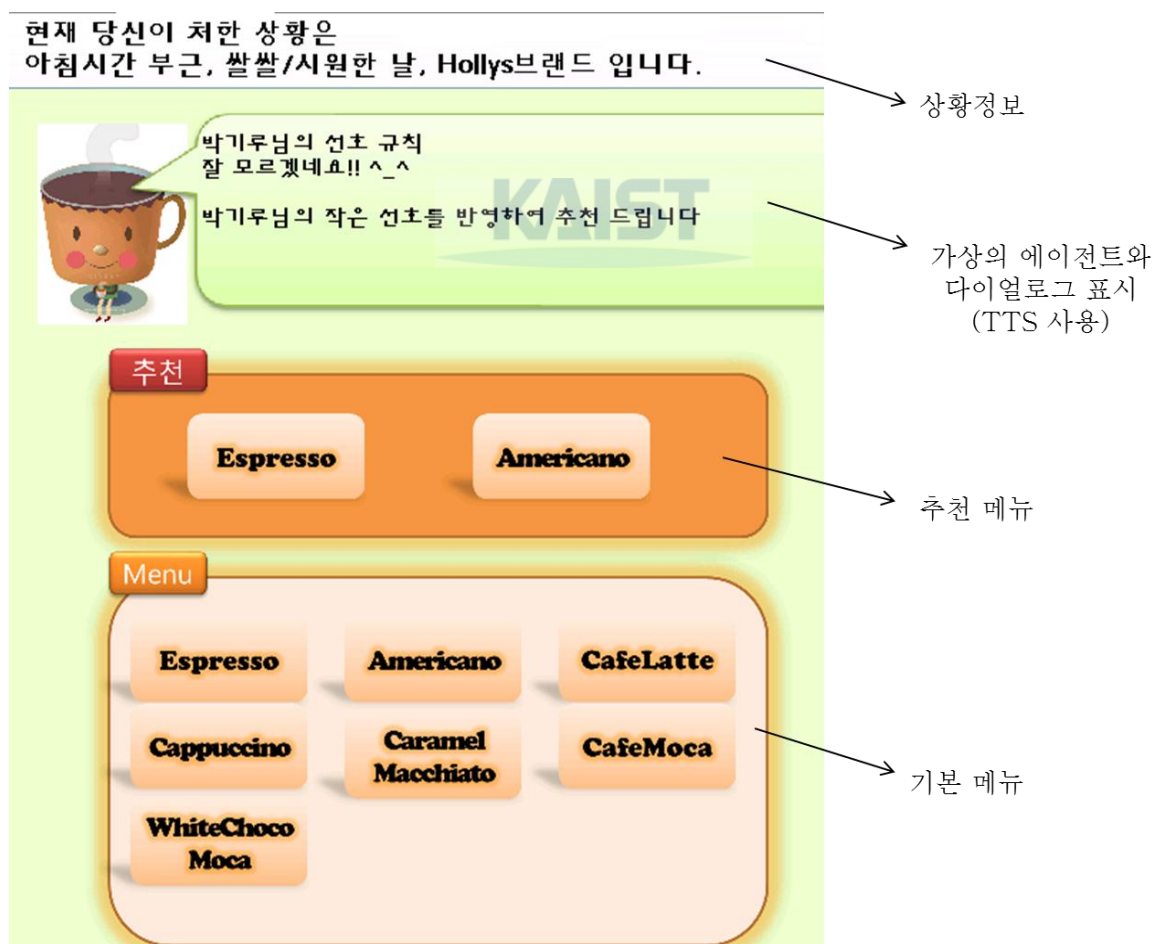 현재 당신이 처한 상황은
아침시간 부근, 쌀쌀/시원한 날, Hollys브랜드 입니다.
상황정보
박기루님의 선호 규칙
잘 모르겠네요!! ^_^
박기루님의 작은 선호를 반영하여 추천 드립니다
KAIST
가상의 에이전트와
다이얼로그 표시
(TTS 사용)
추천
Espresso
Americano
추천 메뉴
Menu
Espresso
Americano
CafeLatte
Cappuccino
Caramel
Macchiato
CafeMoca
기본 메뉴
WhiteChoco
Moca